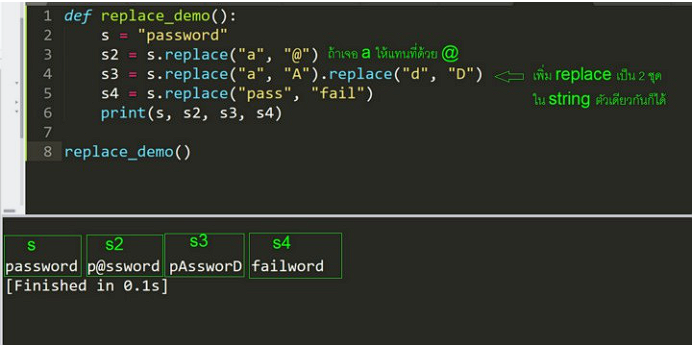 1 def replace_demo():
2 s = "password"
3 s2 = s.replace("a", "@") ถ้าเจอ a ให้แทนที่ด้วย @
4 s3 = s.replace("a", "A").replace("d", "D") เพิ่ม replace เป็น 2 ชุด
ใน string ตัวเดียวกันก็ได้
5 s4 = s.replace("pass", "fail")
6 print(s, s2, s3, s4)
7
8 replace_demo()
s s2 s3 s4
password p@ssword pAssworD failword
[Finished in 0.1s]